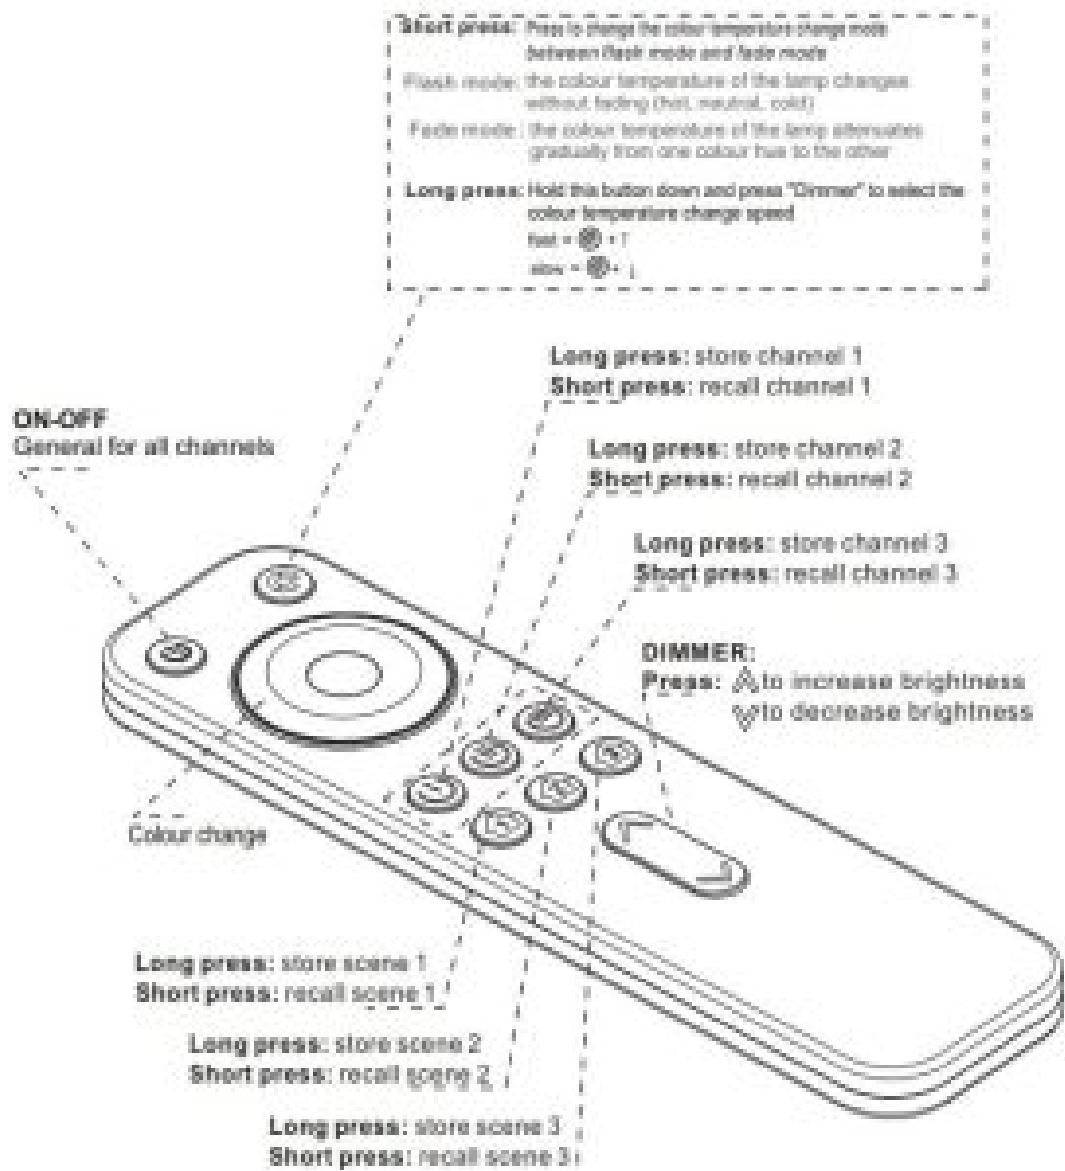 Short press: Press to change the colour temperature change mode
between flash mode and fade mode
Flash mode: the colour temperature of the lamp changes
without fading (hot, neutral, cold)
Fade mode: the colour temperature of the lamp attenuates
gradually from one colour hue to the other
Long press: Hold this button down and press "Dimmer" to select the
colour temperature change speed
fast = + ↑
slow = + ↓
Long press: store channel 1
Short press: recall channel 1
ON-OFF
General for all channels
Long press: store channel 2
Short press: recall channel 2
Long press: store channel 3
Short press: recall channel 3
DIMMER:
Press: to increase brightness
to decrease brightness
Colour change
Long press: store scene 1
Short press: recall scene 1
Long press: store scene 2
Short press: recall scene 2
Long press: store scene 3
Short press: recall scene 3